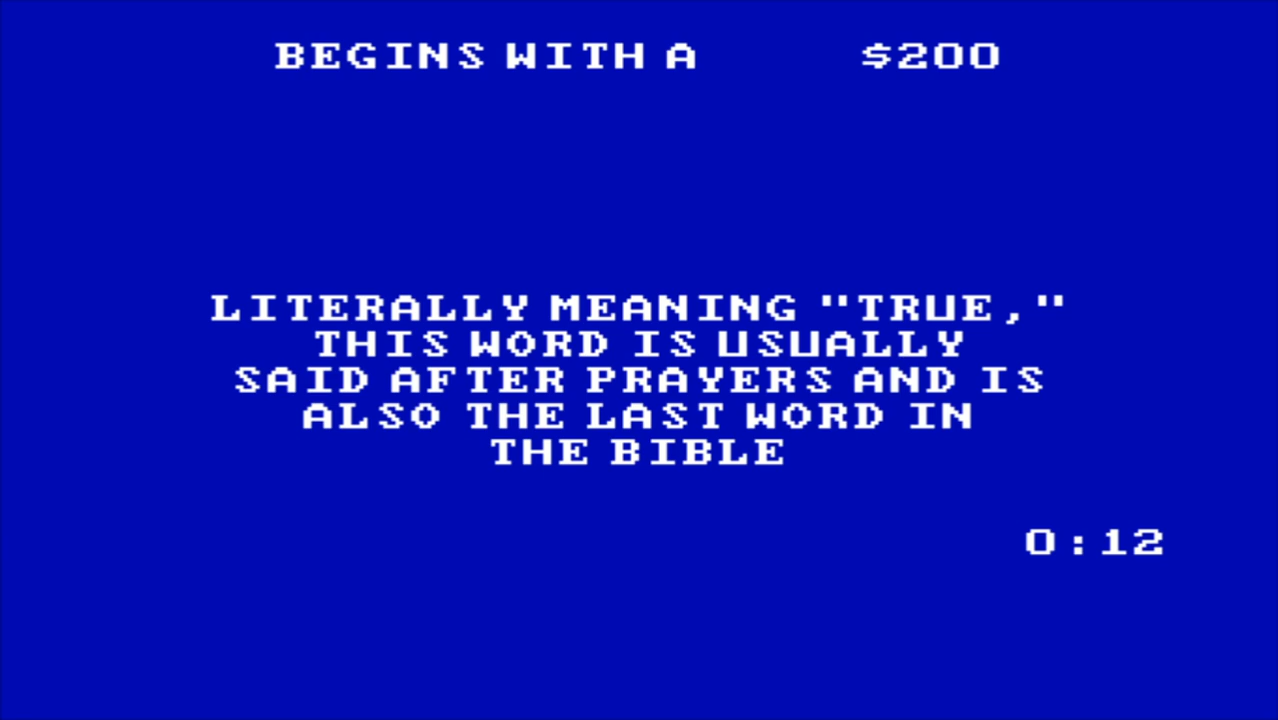 BEGINS WITH A $200
LITERALLY MEANING "TRUE,"
THIS WORD IS USUALLY
SAID AFTER PRAYERS AND IS
ALSO THE LAST WORD IN
THE BIBLE
0:12